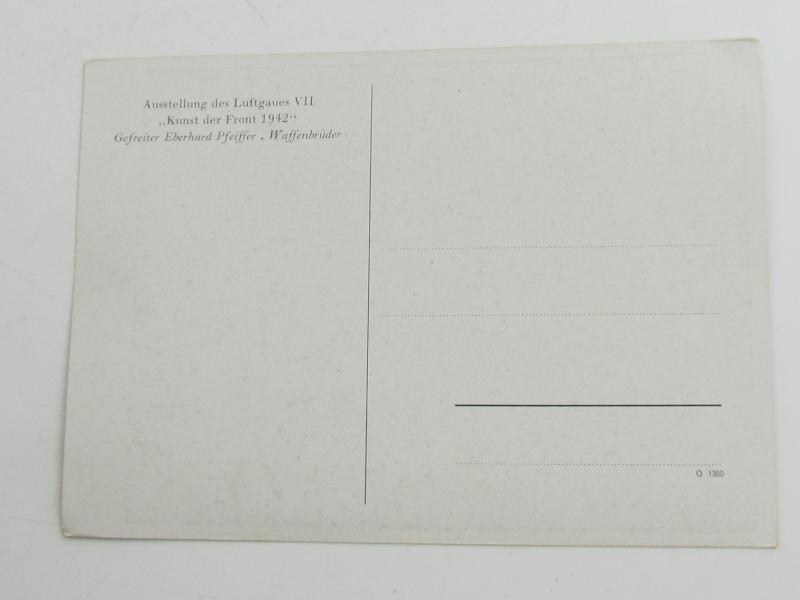 Ausstellung des Luftgaues VII
„Kunst der Front 1942“
Gefreiter Eberhard Pfeiffer . Waffenbrüder
O 1350